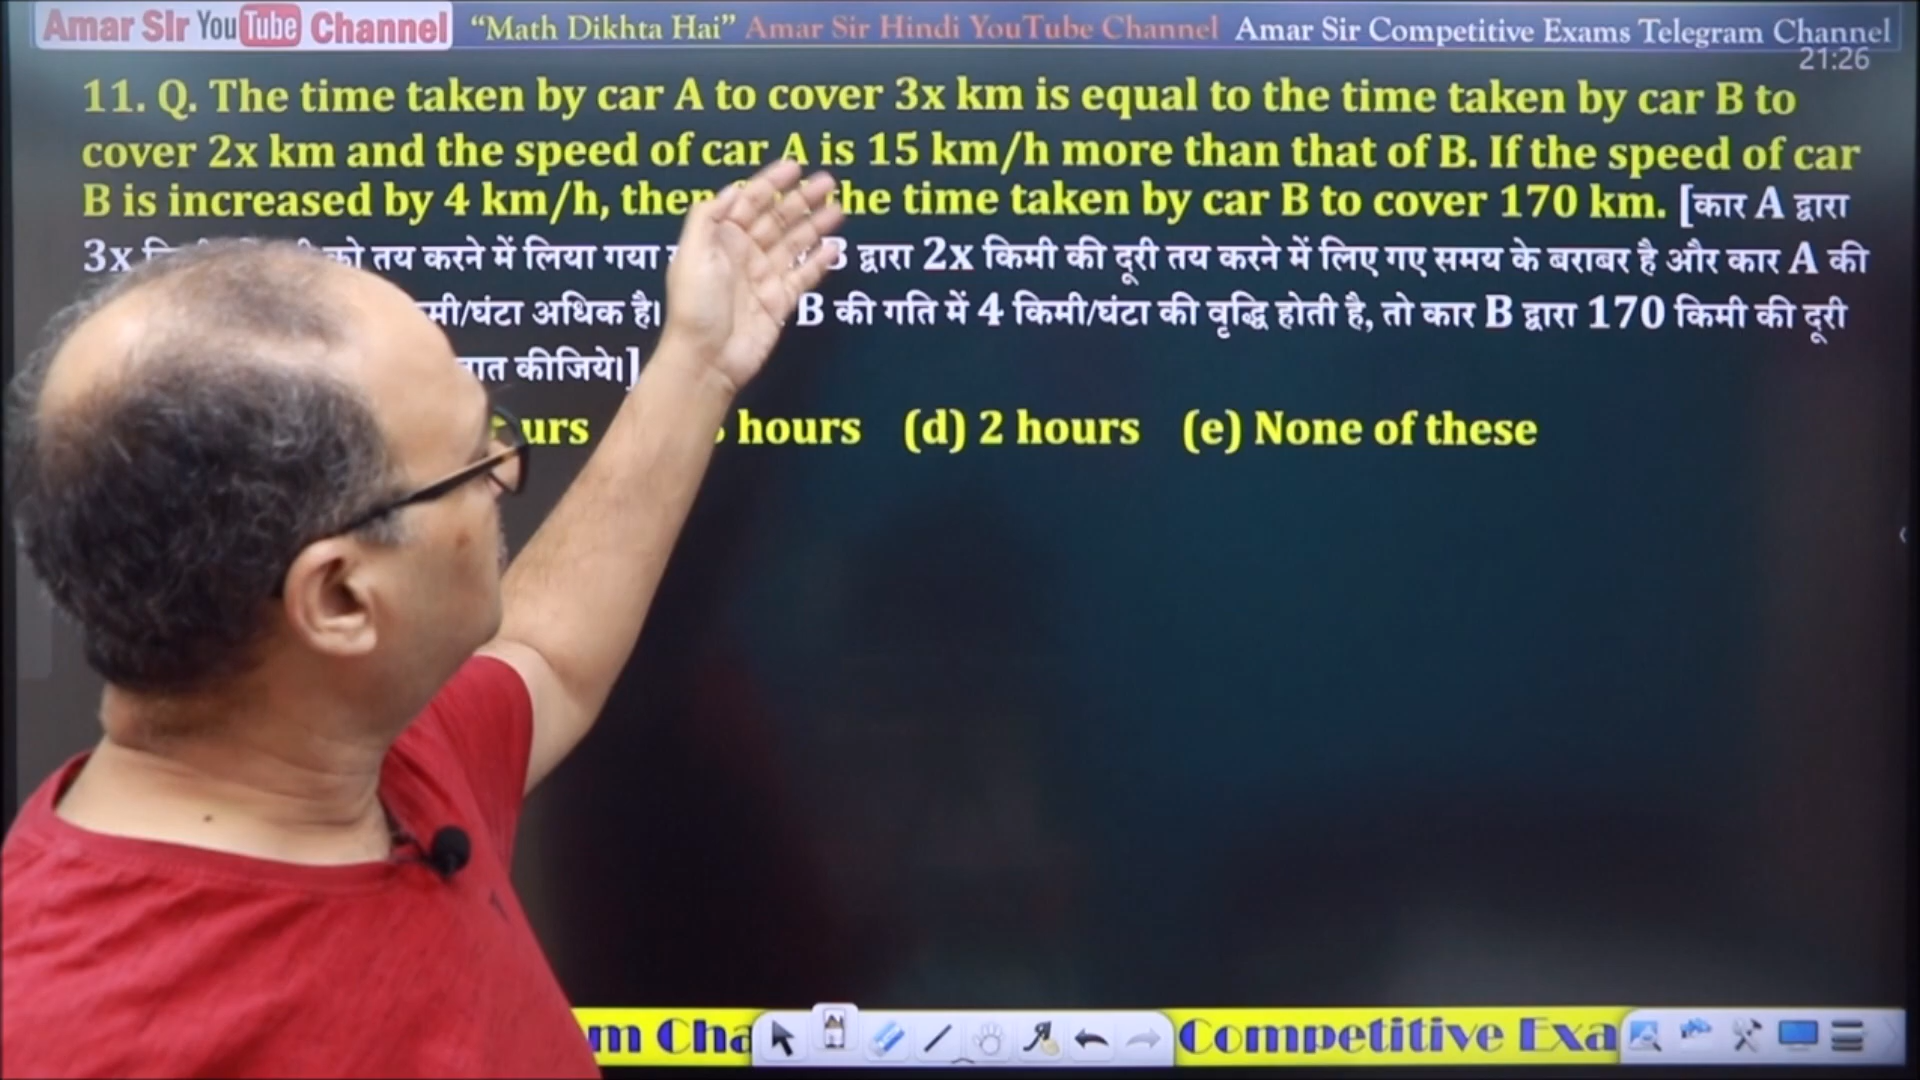 Amar SIr YouTube Channel "Math Dikhta Hai" Amar Sir Hindi YouTube Channel Amar Sir Competitive Exams Telegram Channel
21:26
11. Q. The time taken by car A to cover 3x km is equal to the time taken by car B to
cover 2x km and the speed of car A is 15 km/h more than that of B. If the speed of car
B is increased by 4 km/h, then the time taken by car B to cover 170 km. [कार A द्वारा
3x को तय करने में लिया गया B द्वारा 2x किमी की दूरी तय करने में लिए गए समय के बराबर है और कार A की
अधिक है। B की गति में 4 किमी/घंटा की वृद्धि होती है, तो कार B द्वारा 170 किमी की दूरी
कीजिये।]
hours (d) 2 hours (e) None of these
Competitive